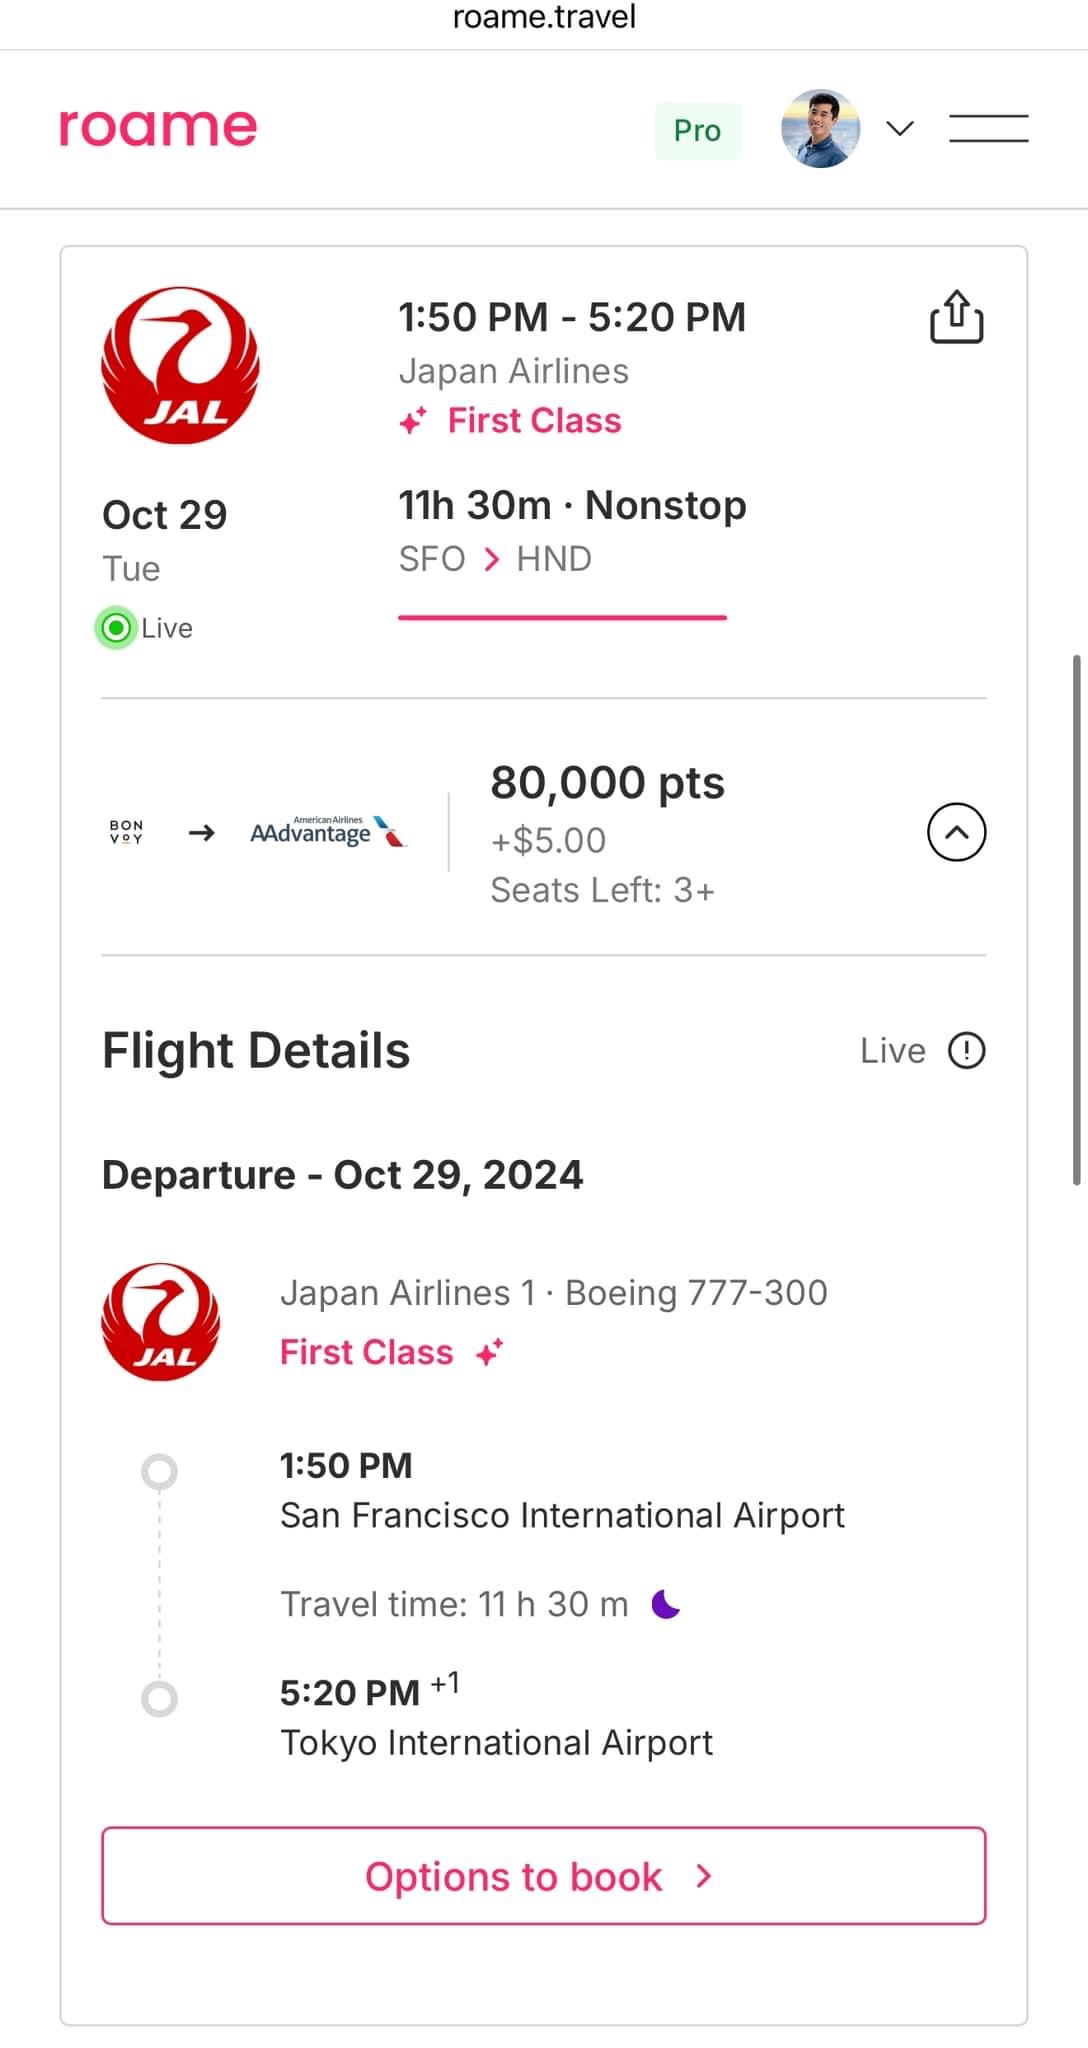 roame.travel
roame
Pro
JAL
1:50 PM - 5:20 PM
Japan Airlines
First Class
Oct 29
Tue
Live
11h 30m · Nonstop
SFO > HND
BON
VOY
→
American Airlines
AAdvantage
80,000 pts
+$5.00
Seats Left: 3+
Flight Details
Live
Departure - Oct 29, 2024
JAL
Japan Airlines 1 · Boeing 777-300
First Class
1:50 PM
San Francisco International Airport
Travel time: 11 h 30 m
5:20 PM +1
Tokyo International Airport
Options to book >